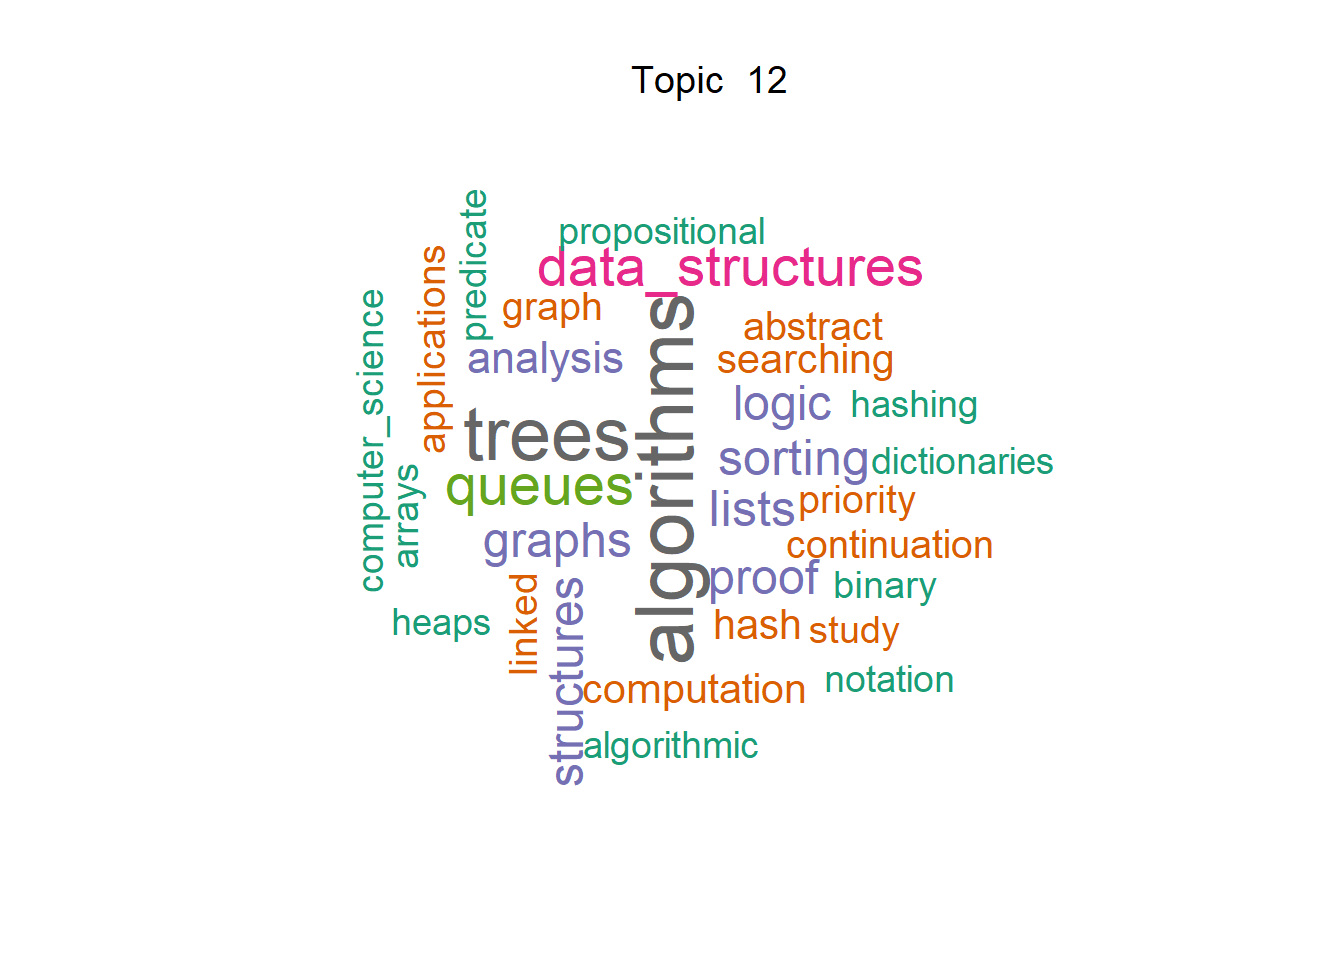 Topic 12
propositional
data_structures
predicate
graph
applications
abstract
analysis
searching
computer_science
algorithms
logic
hashing
trees
sorting
dictionaries
queues
arrays
lists
priority
graphs
continuation
proof
binary
linked
structures
heaps
hash
study
computation
notation
algorithmic